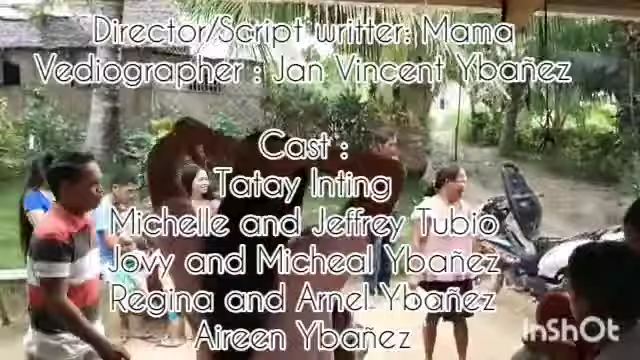 Director/Script writter: Mama
Vediographer : Jan Vincent Ybañez
Cast :
Tatay Inting
Michelle and Jeffrey Tubio
Jovy and Micheal Ybañez
Regina and Arnel Ybañez
Aireen Ybañez
InShOt